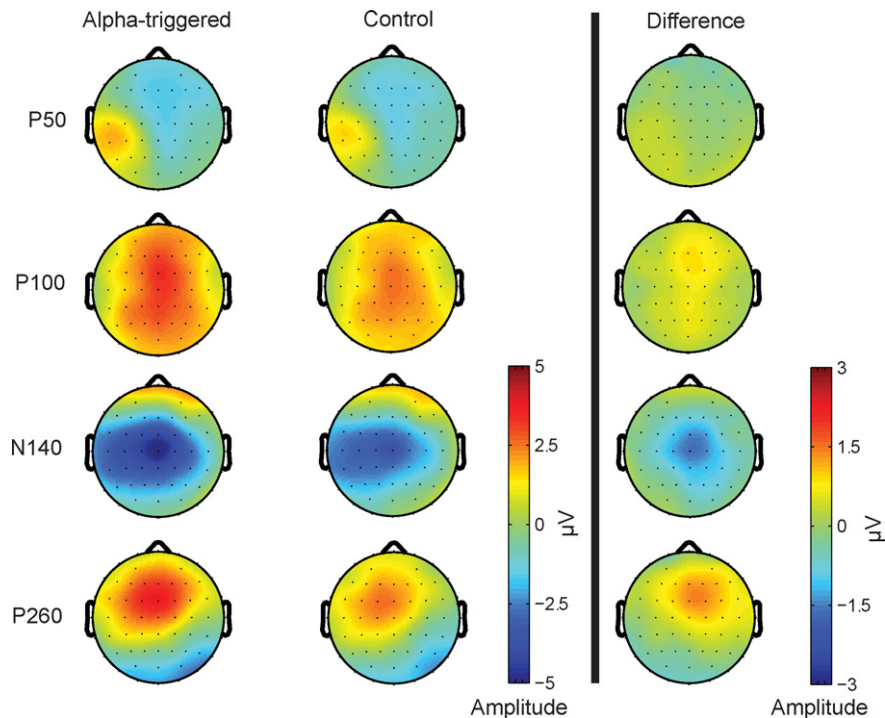 Alpha-triggered Control Difference
P50
P100
N140
P260
5
2.5
0
−2.5
−5
µV
Amplitude
3
1.5
0
−1.5
−3
µV
Amplitude